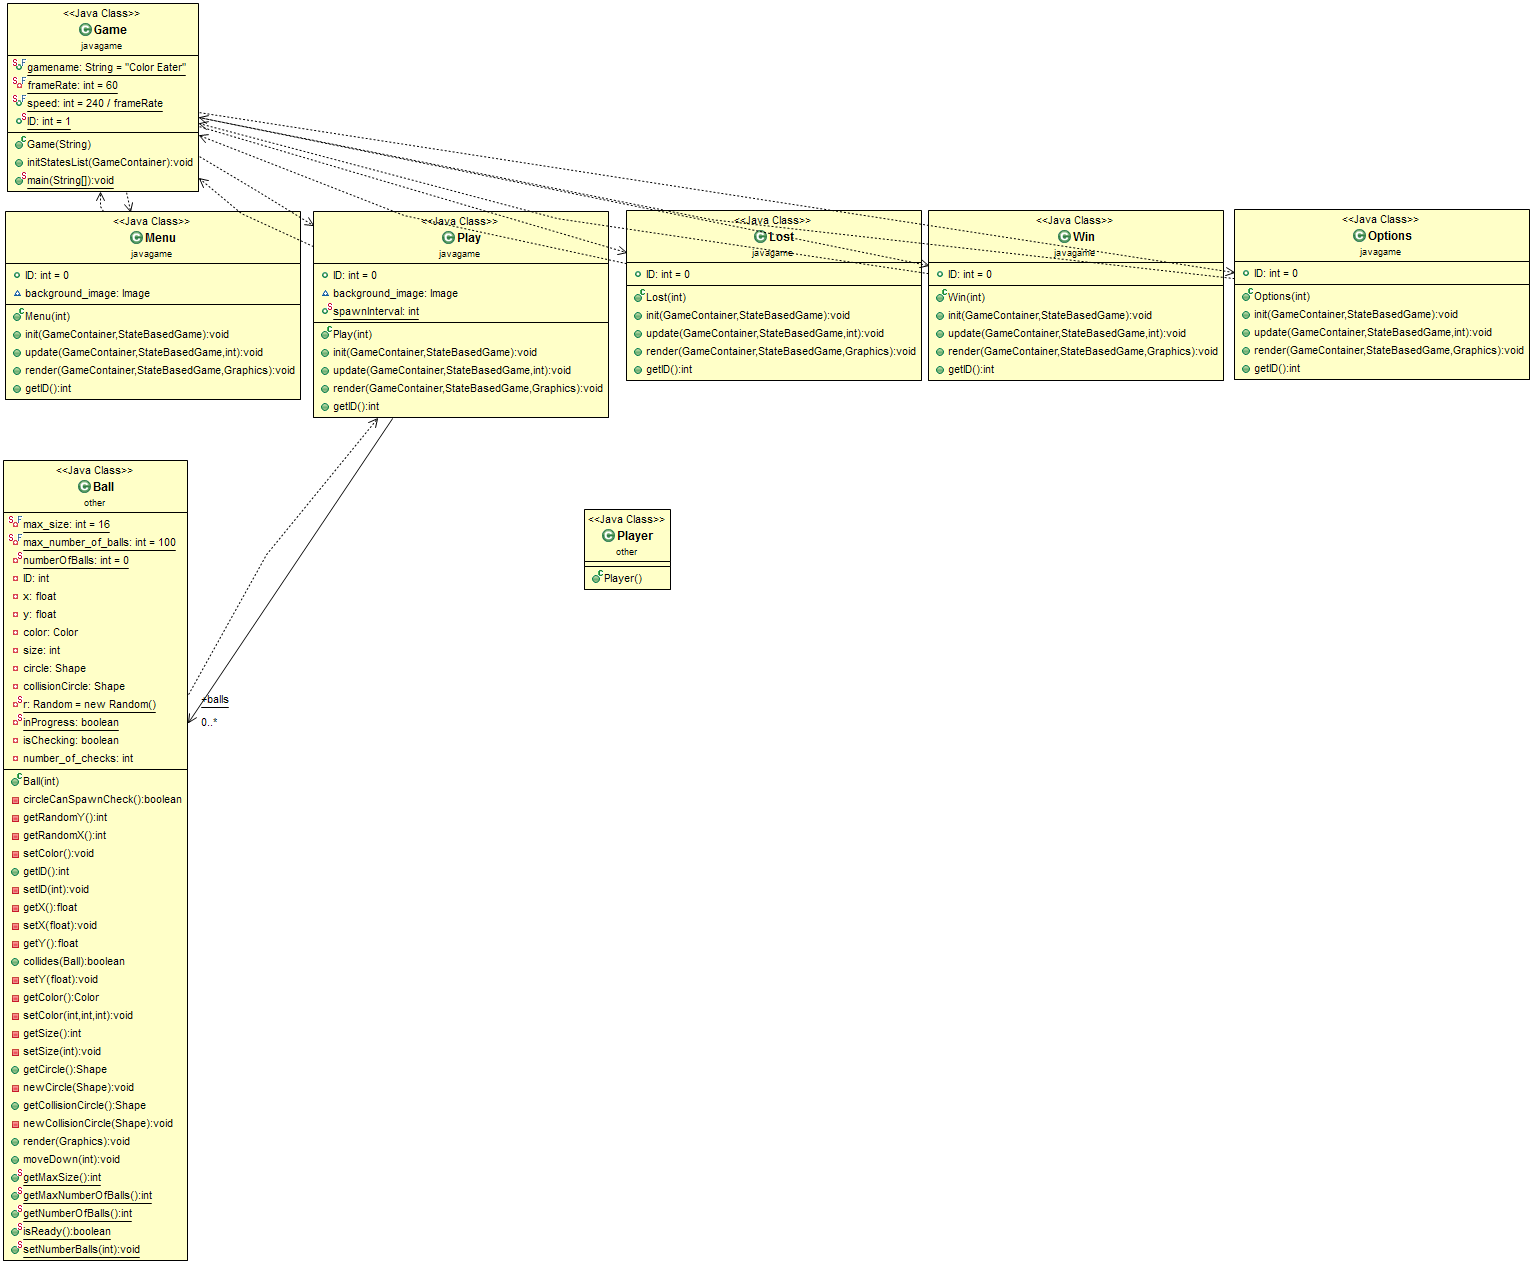 <<Java Class>>
Game
javagame
gamename: String = "Color Eater"
frameRate: int = 60
speed: int = 240 / frameRate
ID: int = 1
Game(String)
initStatesList(GameContainer):void
main(String[]):void
<<Java Class>>
Menu
javagame
ID: int = 0
background_image: Image
Menu(int)
init(GameContainer,StateBasedGame):void
update(GameContainer,StateBasedGame,int):void
render(GameContainer,StateBasedGame,Graphics):void
getID():int
<<Java Class>>
Play
javagame
ID: int = 0
background_image: Image
spawnInterval: int
Play(int)
init(GameContainer,StateBasedGame):void
update(GameContainer,StateBasedGame,int):void
render(GameContainer,StateBasedGame,Graphics):void
getID():int
<<Java Class>>
Lost
javagame
ID: int = 0
Lost(int)
init(GameContainer,StateBasedGame):void
update(GameContainer,StateBasedGame,int):void
render(GameContainer,StateBasedGame,Graphics):void
getID():int
<<Java Class>>
Win
javagame
ID: int = 0
Win(int)
init(GameContainer,StateBasedGame):void
update(GameContainer,StateBasedGame,int):void
render(GameContainer,StateBasedGame,Graphics):void
getID():int
<<Java Class>>
Options
javagame
ID: int = 0
Options(int)
init(GameContainer,StateBasedGame):void
update(GameContainer,StateBasedGame,int):void
render(GameContainer,StateBasedGame,Graphics):void
getID():int
<<Java Class>>
Ball
other
max_size: int = 16
max_number_of_balls: int = 100
numberOfBalls: int = 0
ID: int
x: float
y: float
color: Color
size: int
circle: Shape
collisionCircle: Shape
r: Random = new Random()
inProgress: boolean
isChecking: boolean
number_of_checks: int
Ball(int)
circleCanSpawnCheck():boolean
getRandomY():int
getRandomX():int
setColor():void
getID():int
setID(int):void
getX():float
setX(float):void
getY():float
collides(Ball):boolean
setY(float):void
getColor():Color
setColor(int,int,int):void
getSize():int
setSize(int):void
getCircle():Shape
newCircle(Shape):void
getCollisionCircle():Shape
newCollisionCircle(Shape):void
render(Graphics):void
moveDown(int):void
getMaxSize():int
getMaxNumberOfBalls():int
getNumberOfBalls():int
isReady():boolean
setNumberBalls(int):void
+balls
0..*
<<Java Class>>
Player
other
Player()